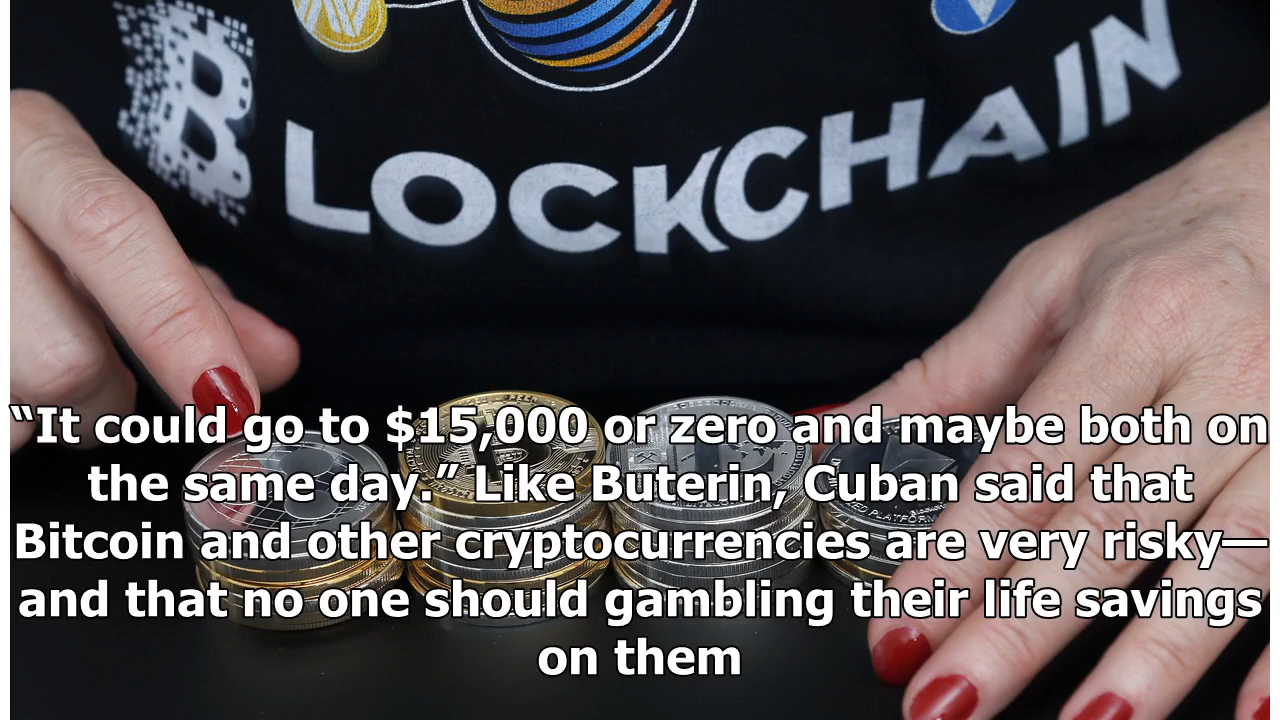 BLOCKCHAIN
“It could go to $15,000 or zero and maybe both on
the same day.” Like Buterin, Cuban said that
Bitcoin and other cryptocurrencies are very risky—
and that no one should gambling their life savings
on them